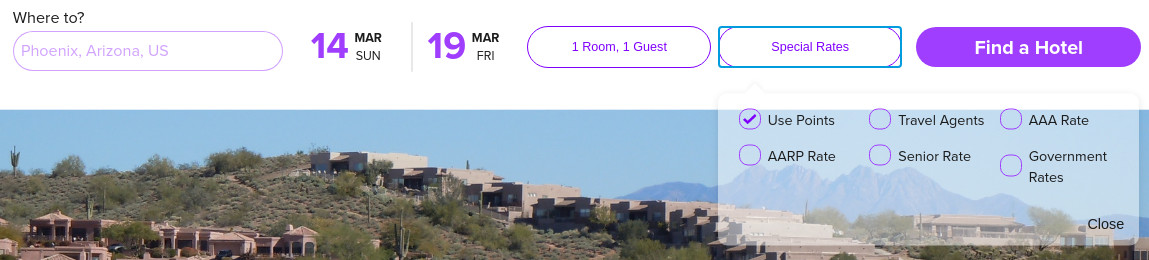 Where to?
Phoenix, Arizona, US
14 MAR SUN
19 MAR FRI
1 Room, 1 Guest
Special Rates
Find a Hotel
Use Points
Travel Agents
AAA Rate
AARP Rate
Senior Rate
Government
Rates
Close